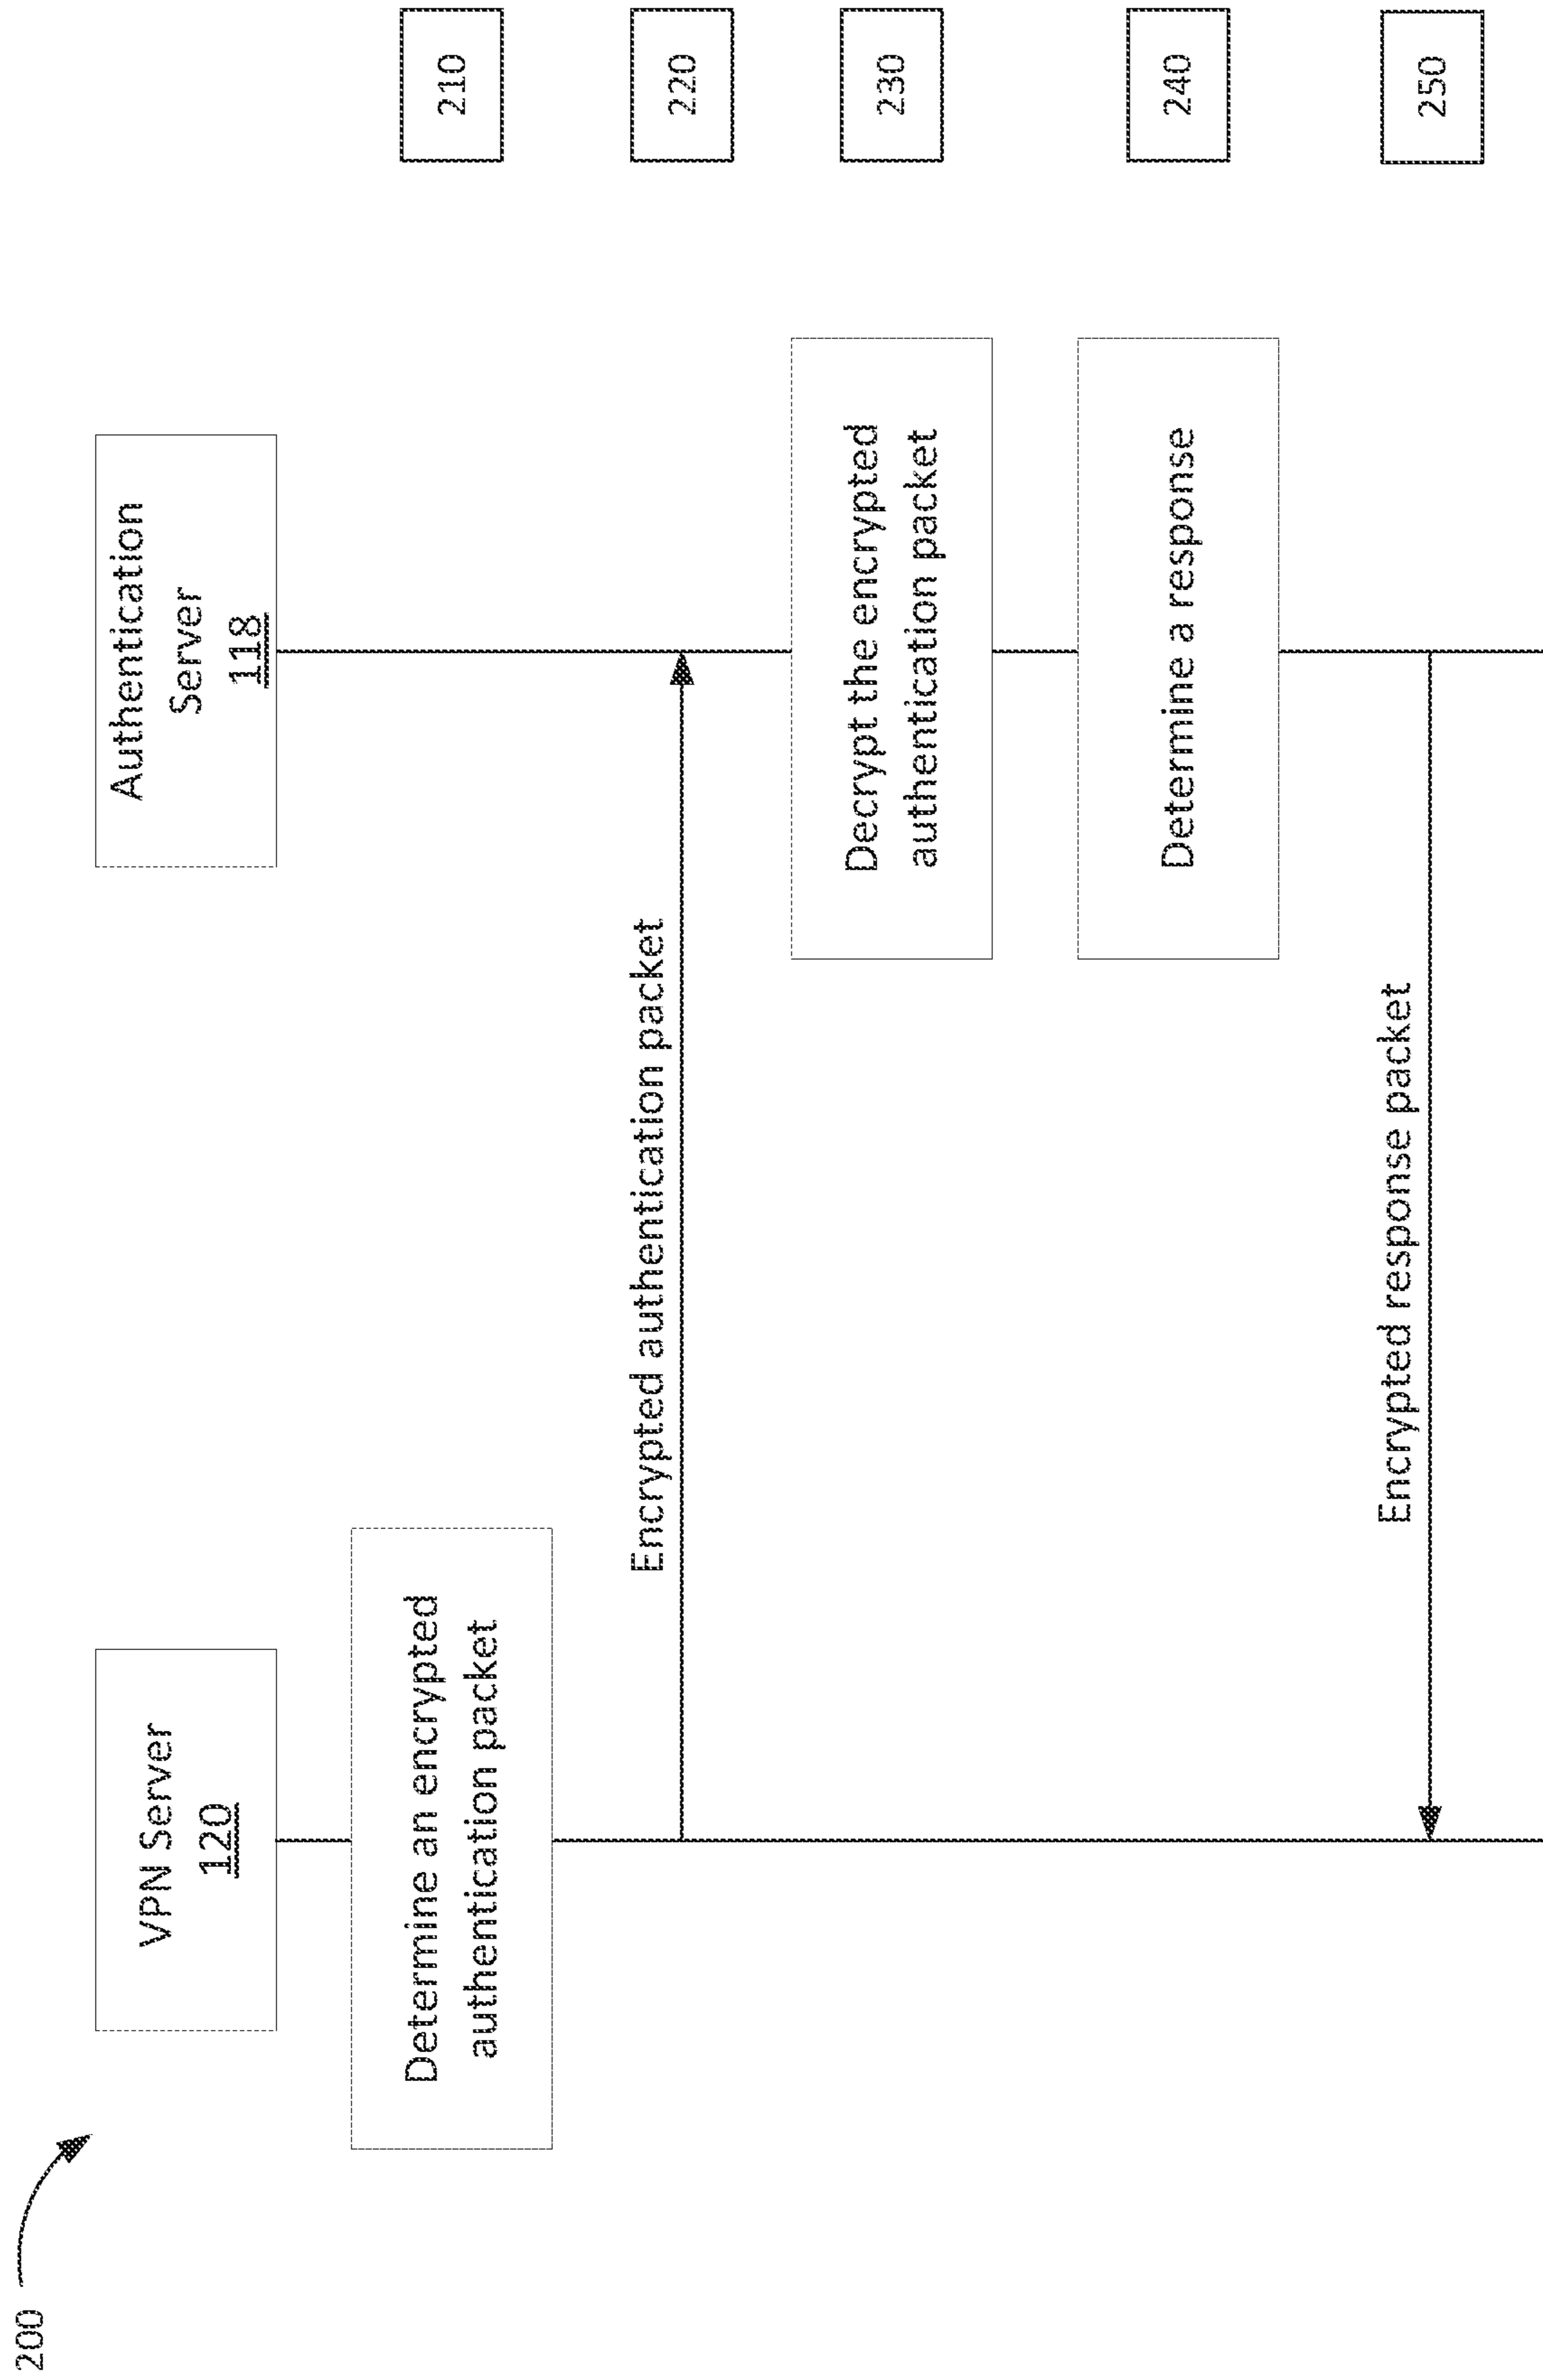 200
VPN Server
120
Authentication
Server
118
Determine an encrypted
authentication packet
210
Encrypted authentication packet
220
Decrypt the encrypted
authentication packet
230
Determine a response
240
Encrypted response packet
250